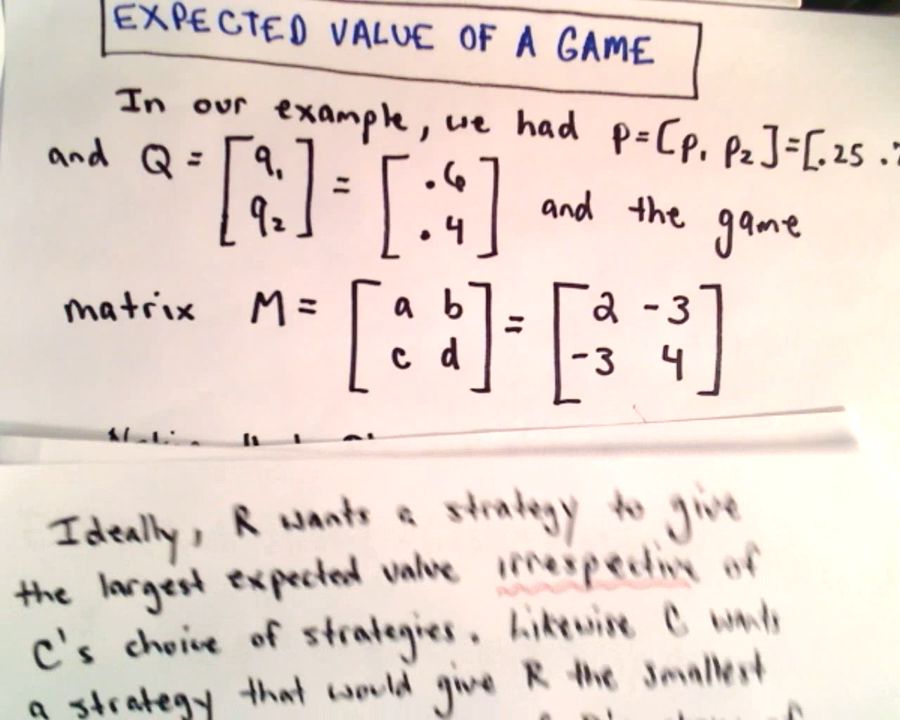 EXPECTED VALUE OF A GAME
In our example, we had P=[p₁ p₂]=[.25 .
and Q = [q₁ q₂] = [.6 .4] and the game
matrix M = [a b c d] = [2 -3 -3 4]
Ideally, R wants a strategy to give
the largest expected value irrespective of
C's choice of strategies. Likewise C wants
a strategy that would give R the smallest